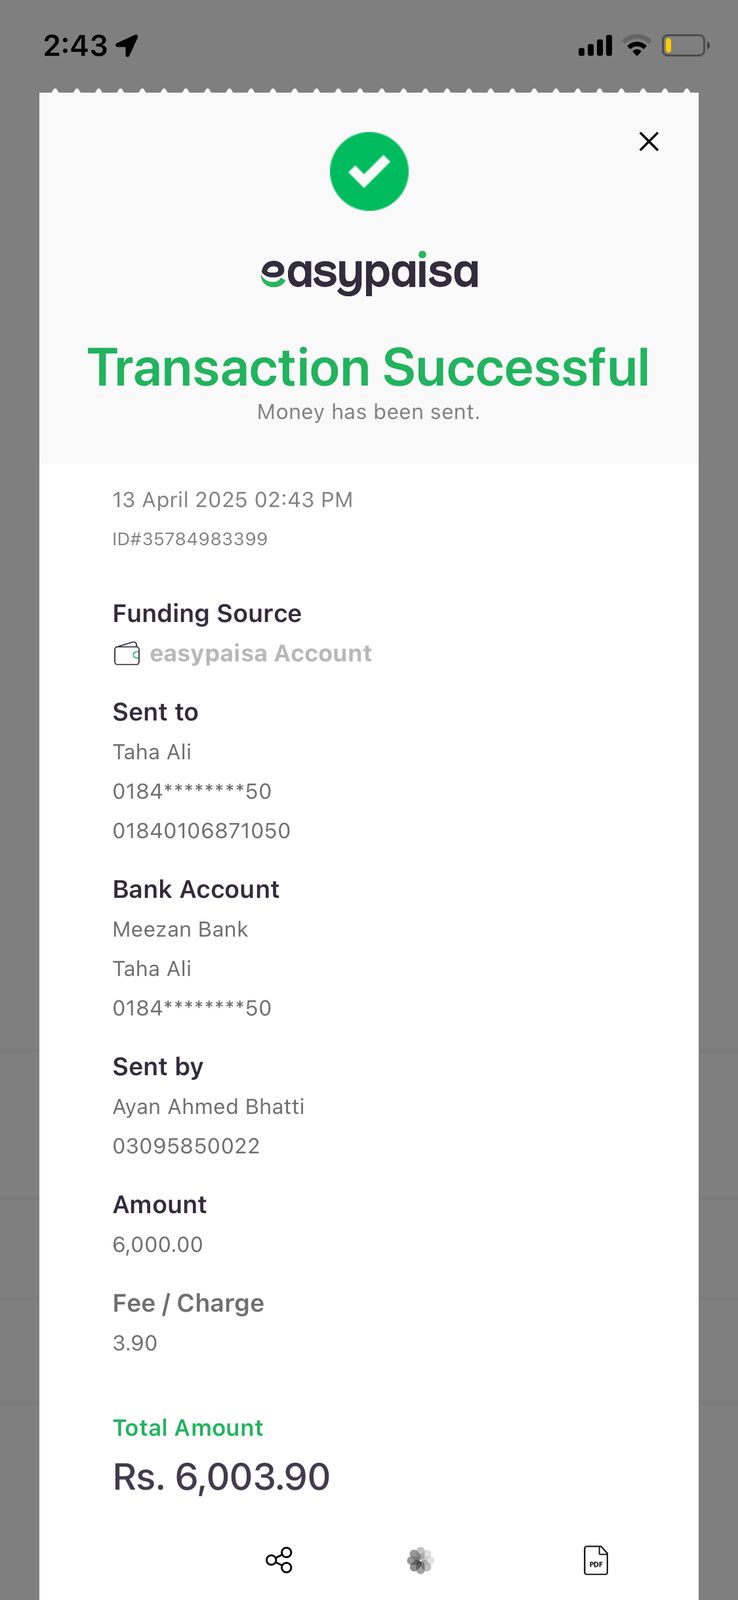 2:43
easypaisa
Transaction Successful
Money has been sent.
13 April 2025 02:43 PM
ID#35784983399
Funding Source
easypaisa Account
Sent to
Taha Ali
0184********50
01840106871050
Bank Account
Meezan Bank
Taha Ali
0184********50
Sent by
Ayan Ahmed Bhatti
03095850022
Amount
6,000.00
Fee / Charge
3.90
Total Amount
Rs. 6,003.90
PDF